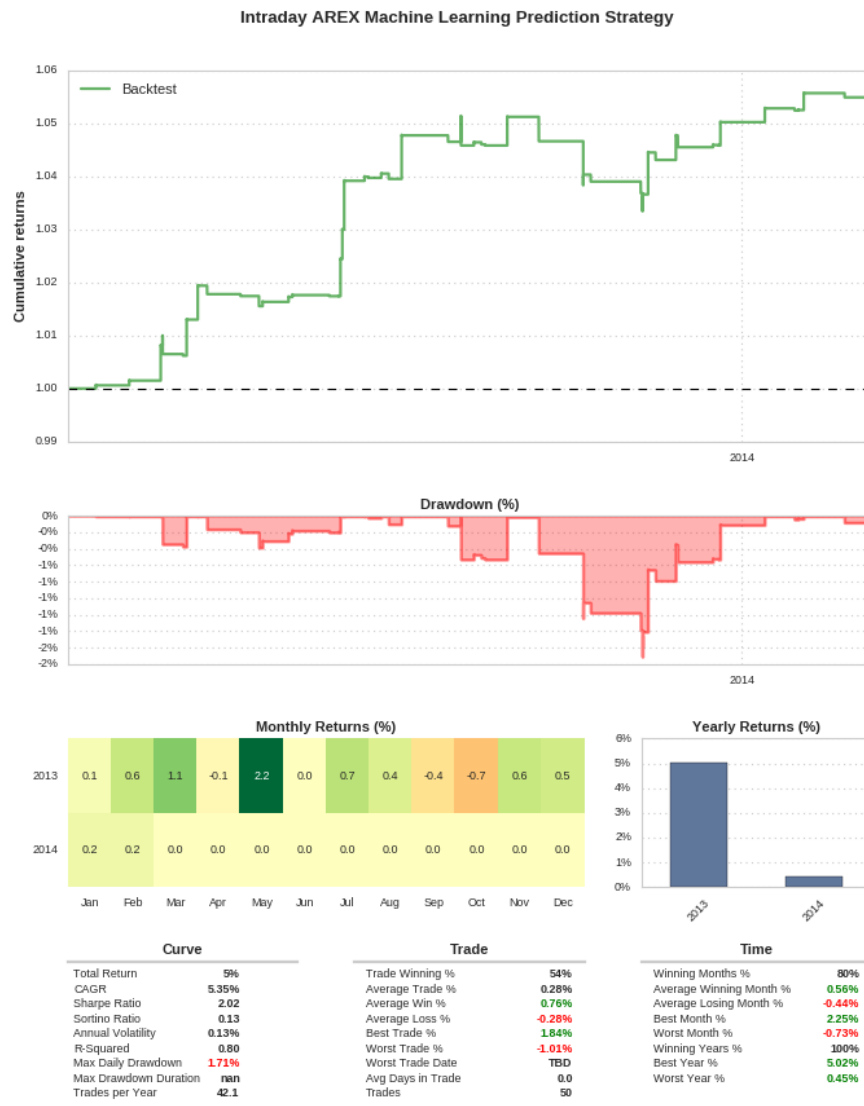 Intraday AREX Machine Learning Prediction Strategy
1.06
Backtest
1.05
1.04
1.03
1.02
1.01
1.00
0.99
Cumulative returns
2014
Drawdown (%)
0%
-0%
-0%
-1%
-1%
-1%
-1%
-1%
-2%
-2%
2014
Monthly Returns (%)
2013 0.1 0.6 1.1 -0.1 2.2 0.0 0.7 0.4 -0.4 -0.7 0.6 0.5
2014 0.2 0.2 0.0 0.0 0.0 0.0 0.0 0.0 0.0 0.0 0.0 0.0
Jan Feb Mar Apr May Jun Jul Aug Sep Oct Nov Dec
Yearly Returns (%)
6%
5%
4%
3%
2%
1%
0%
2013 2014
Curve
Total Return 5%
CAGR 5.35%
Sharpe Ratio 2.02
Sortino Ratio 0.13
Annual Volatility 0.13%
R-Squared 0.80
Max Daily Drawdown 1.71%
Max Drawdown Duration nan
Trades per Year 42.1
Trade
Trade Winning % 54%
Average Trade % 0.28%
Average Win % 0.76%
Average Loss % -0.28%
Best Trade % 1.84%
Worst Trade % -1.01%
Worst Trade Date TBD
Avg Days in Trade 0.0
Trades 50
Time
Winning Months % 80%
Average Winning Month % 0.56%
Average Losing Month % -0.44%
Best Month % 2.25%
Worst Month % -0.73%
Winning Years % 100%
Best Year % 5.02%
Worst Year % 0.45%